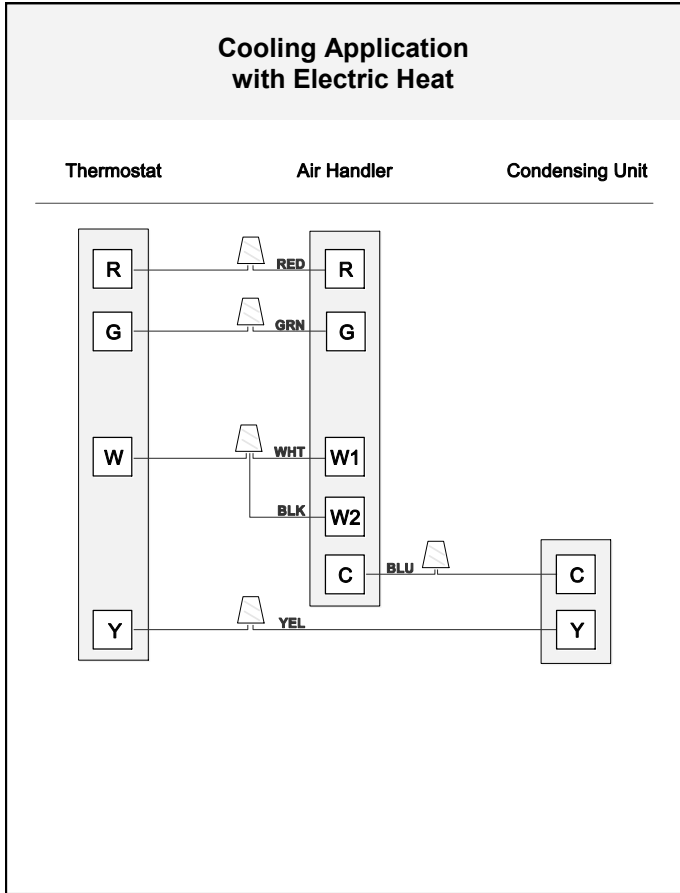 Cooling Application
with Electric Heat
Thermostat Air Handler Condensing Unit
R RED R
G GRN G
W WHT W1
BLK W2
C BLU C
Y YEL Y